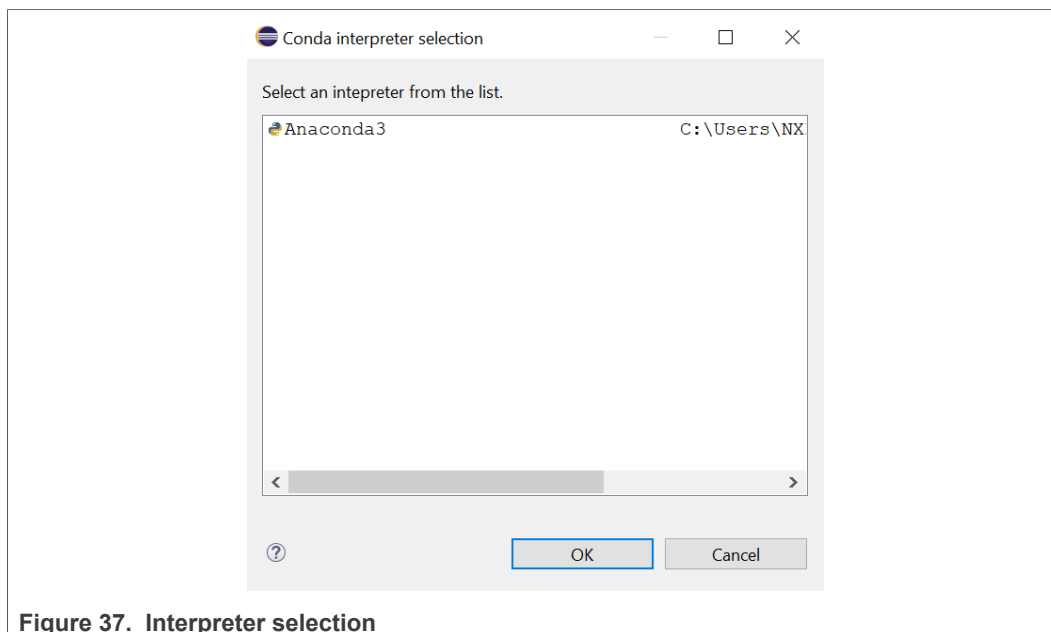 Conda interpreter selection
Select an intepreter from the list.
Anaconda3 C:\Users\NX
OK Cancel
Figure 37. Interpreter selection